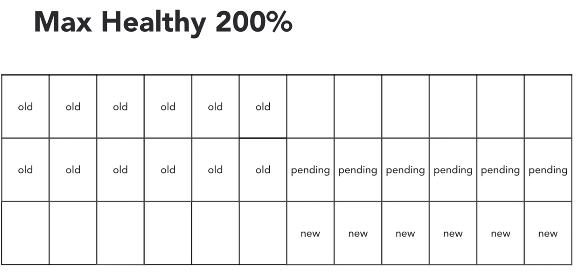 Max Healthy 200%
old old old old old old
old old old old old old pending pending pending pending pending pending
new new new new new new